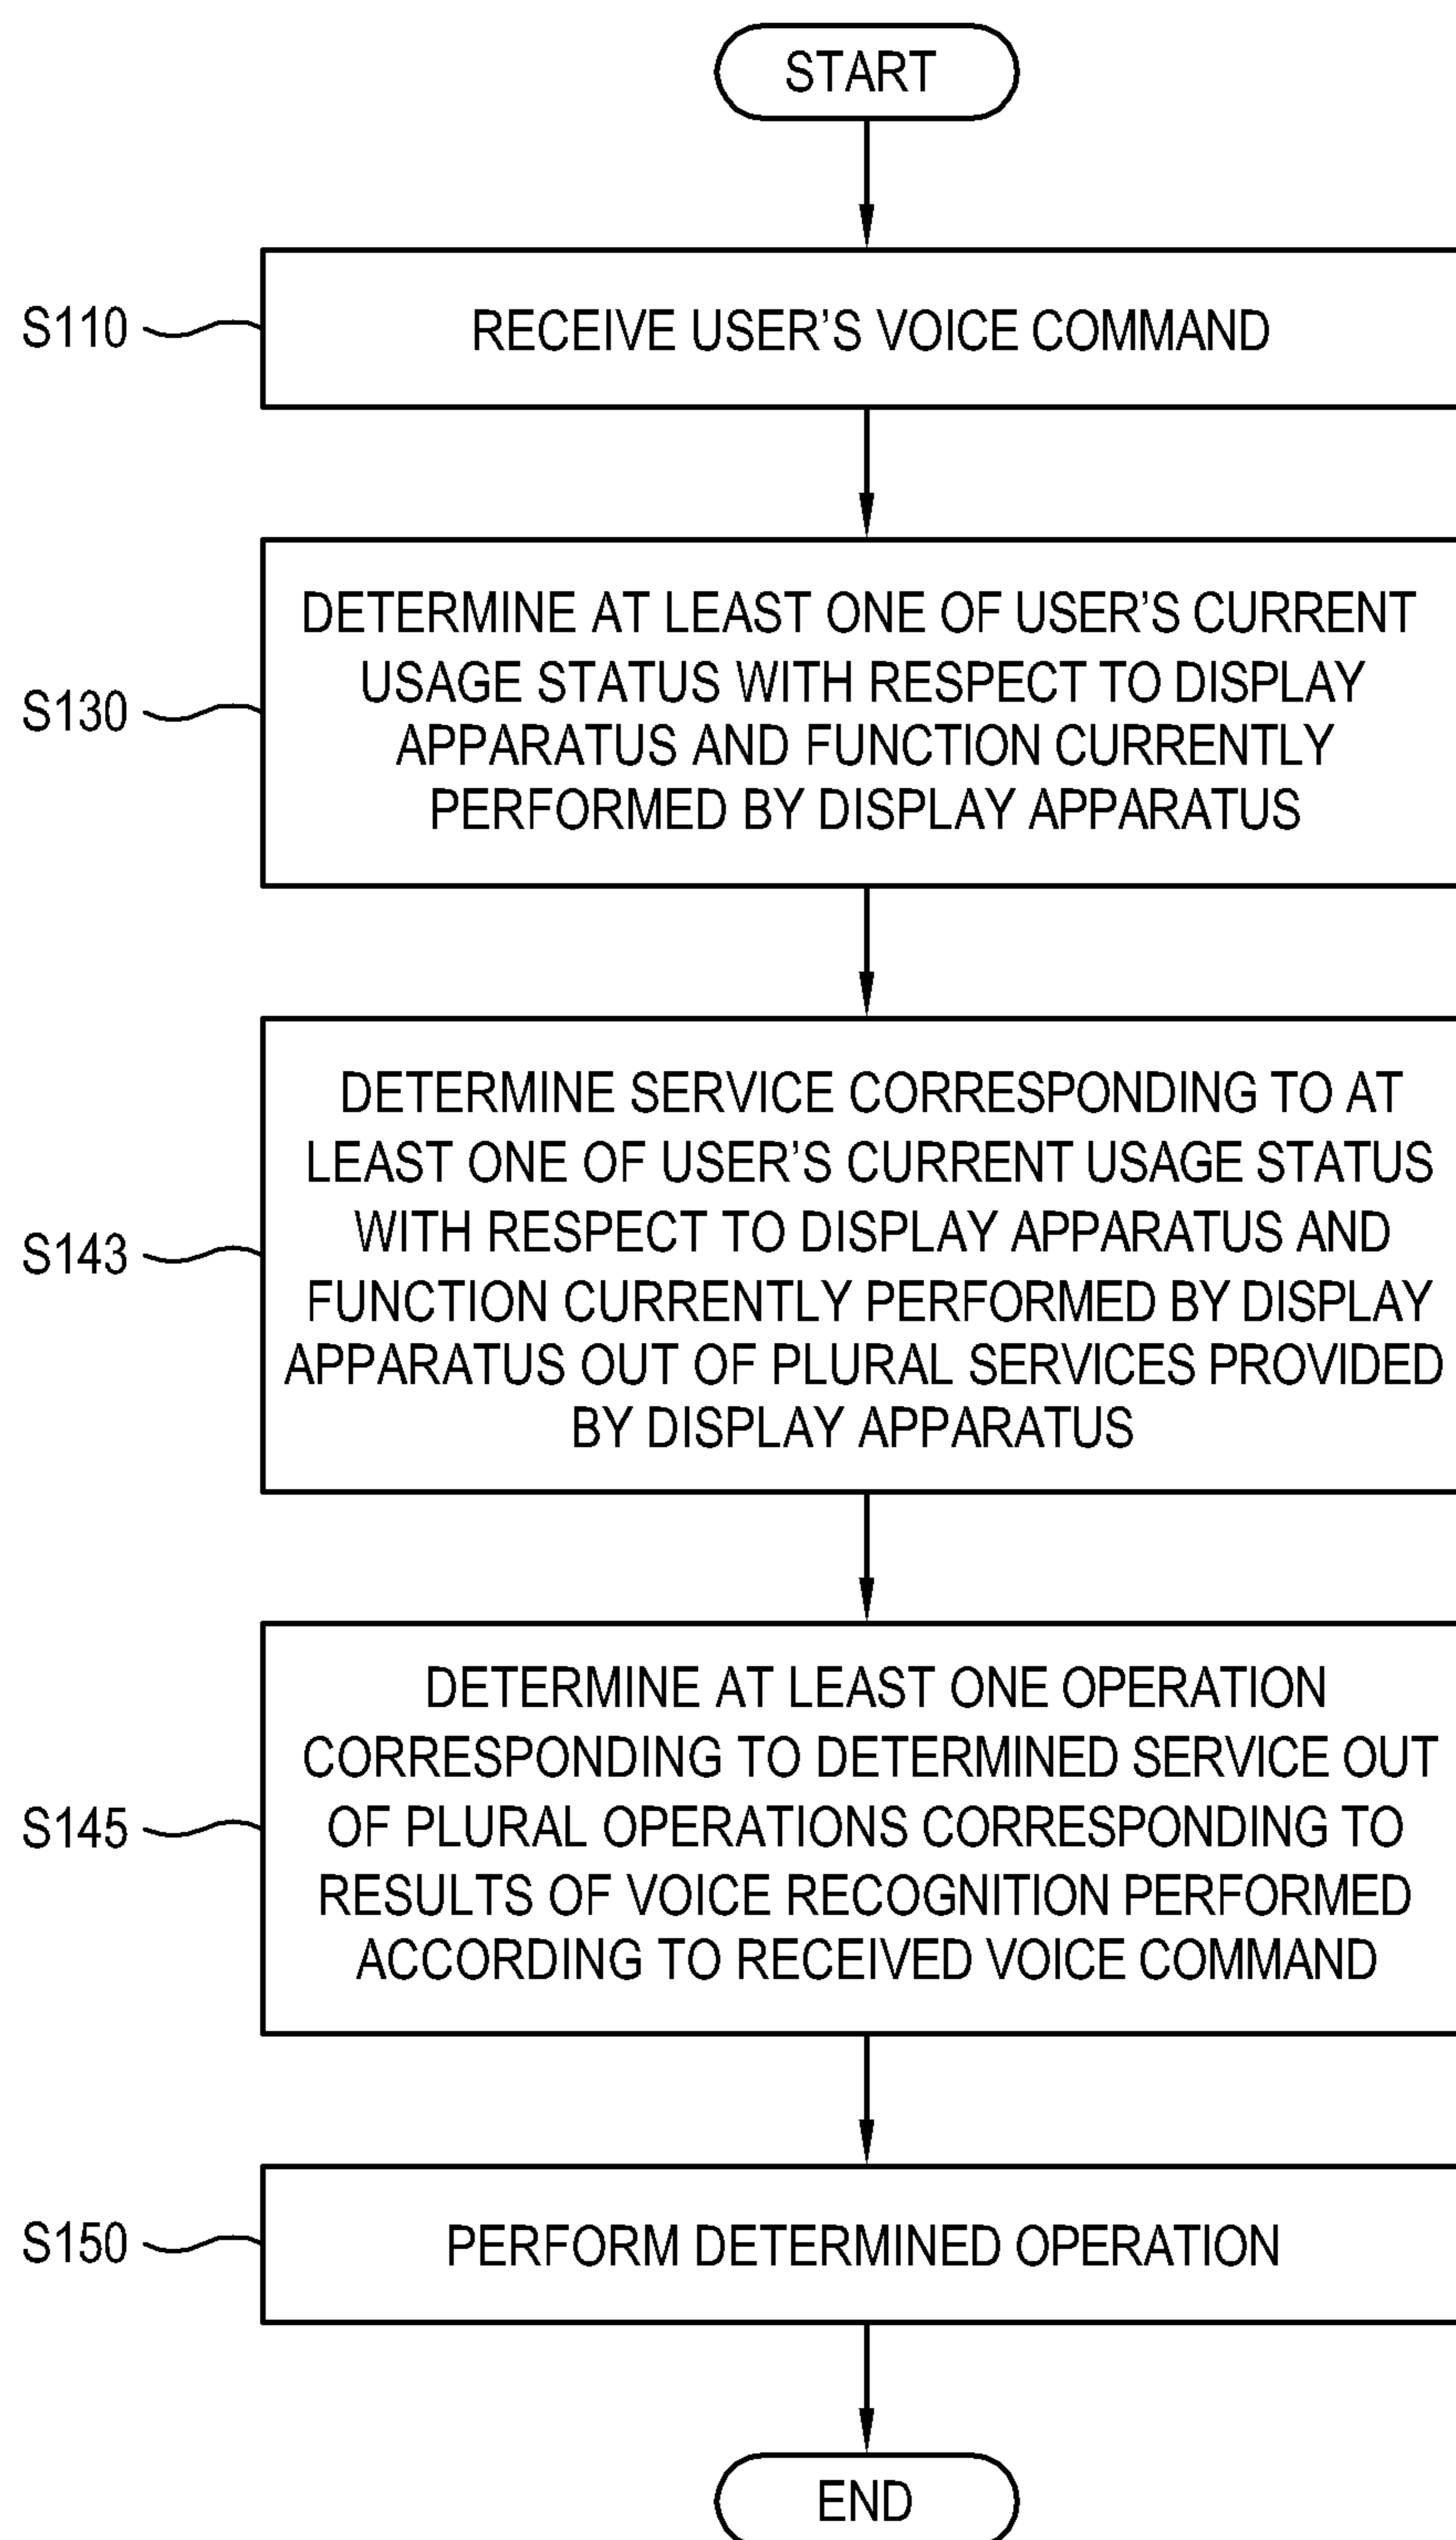 START
S110
RECEIVE USER'S VOICE COMMAND
S130
DETERMINE AT LEAST ONE OF USER'S CURRENT
USAGE STATUS WITH RESPECT TO DISPLAY
APPARATUS AND FUNCTION CURRENTLY
PERFORMED BY DISPLAY APPARATUS
S143
DETERMINE SERVICE CORRESPONDING TO AT
LEAST ONE OF USER'S CURRENT USAGE STATUS
WITH RESPECT TO DISPLAY APPARATUS AND
FUNCTION CURRENTLY PERFORMED BY DISPLAY
APPARATUS OUT OF PLURAL SERVICES PROVIDED
BY DISPLAY APPARATUS
S145
DETERMINE AT LEAST ONE OPERATION
CORRESPONDING TO DETERMINED SERVICE OUT
OF PLURAL OPERATIONS CORRESPONDING TO
RESULTS OF VOICE RECOGNITION PERFORMED
ACCORDING TO RECEIVED VOICE COMMAND
S150
PERFORM DETERMINED OPERATION
END